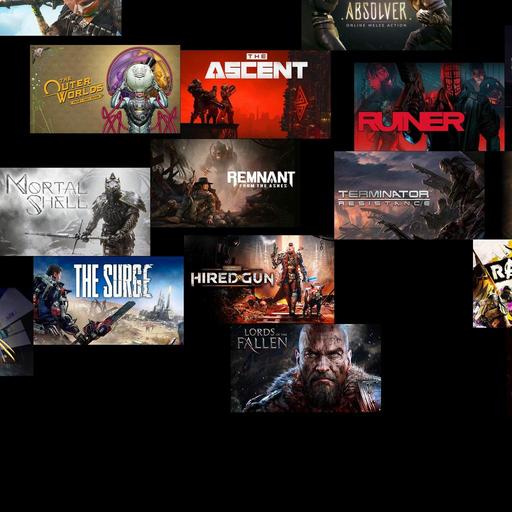 ABSOLVER.
ONLINE MELEE ACTION
THE
OUTER
WORLDS
THE
ASCENT
RUINER
MORTAL
SHELL
REMNANT
FROM THE ASHES
TERMINATOR
RESISTANCE
THE SURGE
HIRED GUN
LORDS OF THE
FALLEN